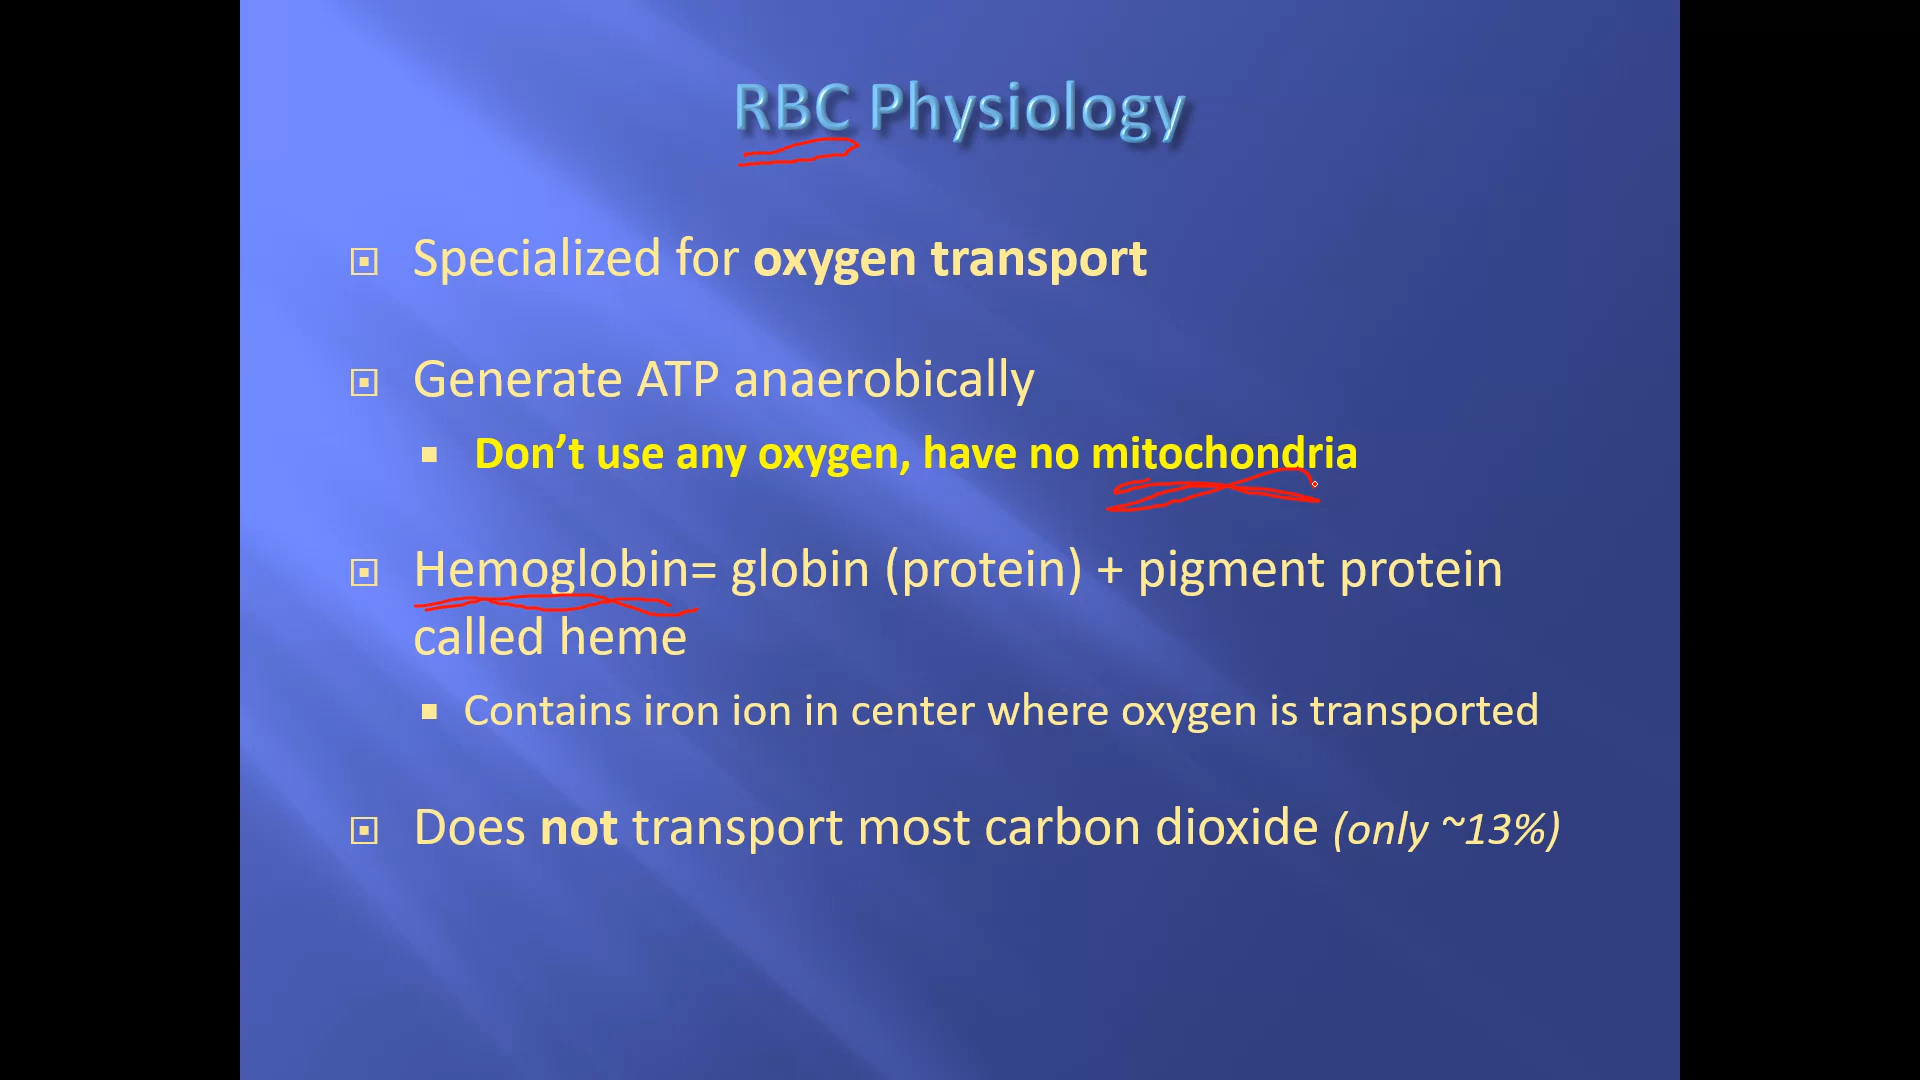 RBC Physiology
Specialized for oxygen transport
Generate ATP anaerobically
Don’t use any oxygen, have no mitochondria
Hemoglobin= globin (protein) + pigment protein
called heme
Contains iron ion in center where oxygen is transported
Does not transport most carbon dioxide (only ~13%)